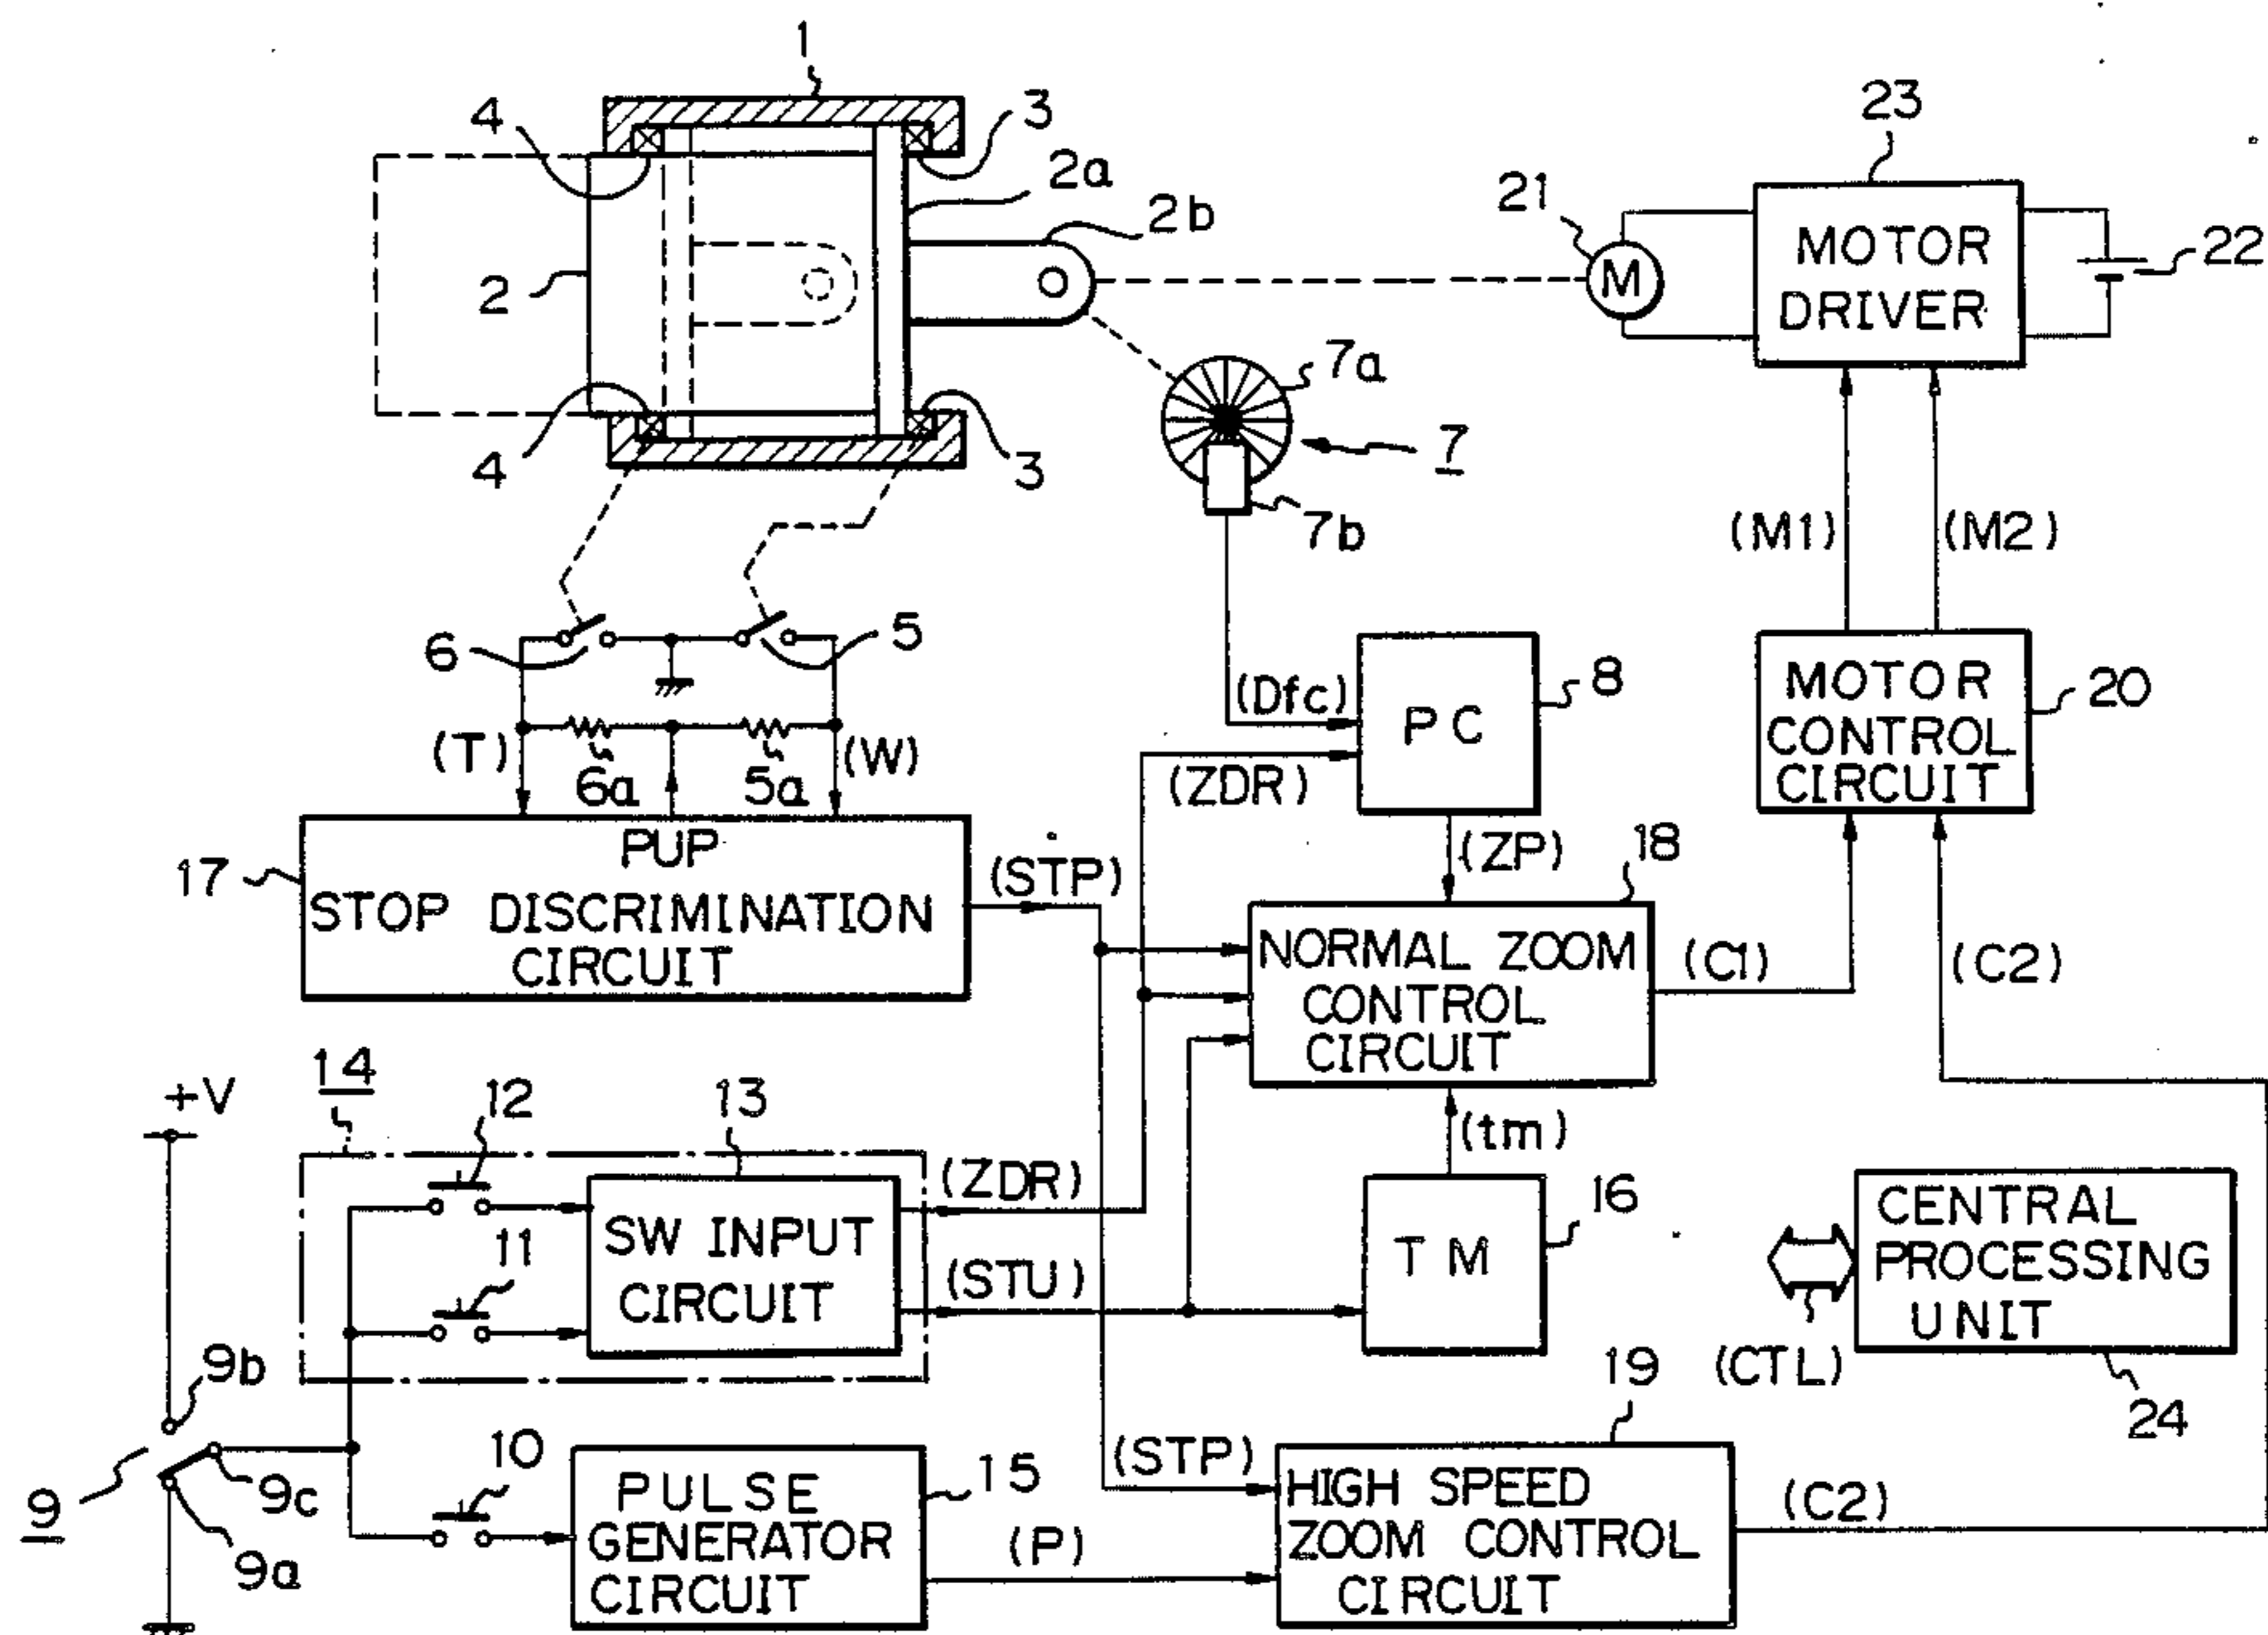 1
4
3
2a
2b
2
4
3
21
M
23
MOTOR
DRIVER
22
7a
7
7b
(M1)
(M2)
6
5
(T)
6a
5a
(W)
(Dfc)
(ZDR)
PC
8
MOTOR
CONTROL
CIRCUIT
20
17
PUP
STOP DISCRIMINATION
CIRCUIT
(STP)
(ZP)
18
NORMAL ZOOM
CONTROL
CIRCUIT
(C1)
(C2)
+V
14
12
13
SW INPUT
CIRCUIT
11
(ZDR)
(STU)
(tm)
16
TM
CENTRAL
PROCESSING
UNIT
(CTL)
24
9b
9
9c
9a
10
PULSE
GENERATOR
CIRCUIT
15
(P)
(STP)
19
HIGH SPEED
ZOOM CONTROL
CIRCUIT
(C2)